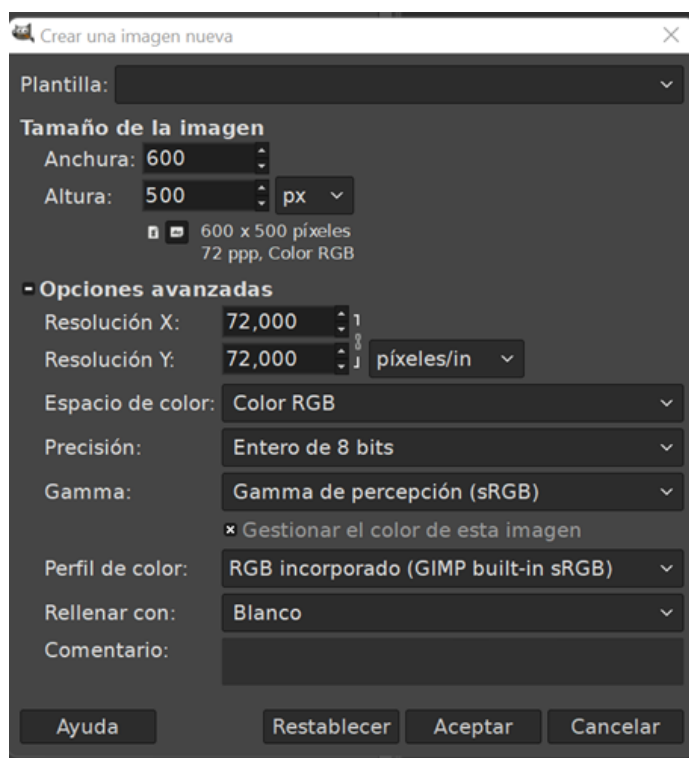 Crear una imagen nueva
Plantilla:
Tamaño de la imagen
Anchura: 600
Altura: 500 px
600 x 500 píxeles
72 ppp, Color RGB
Opciones avanzadas
Resolución X: 72,000
Resolución Y: 72,000 píxeles/in
Espacio de color: Color RGB
Precisión: Entero de 8 bits
Gamma: Gamma de percepción (sRGB)
Gestionar el color de esta imagen
Perfil de color: RGB incorporado (GIMP built-in sRGB)
Rellenar con: Blanco
Comentario:
Ayuda Restablecer Aceptar Cancelar